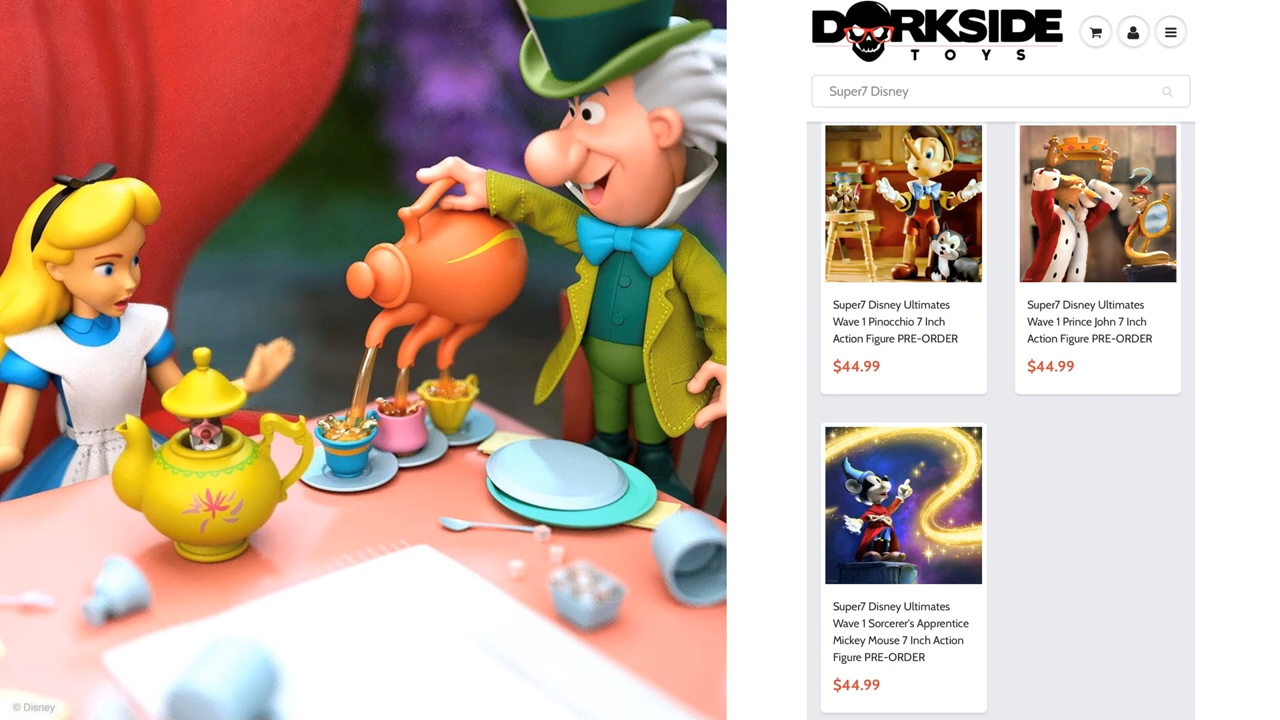 © Disney
DORKSIDE
TOYS
Super7 Disney
Super7 Disney Ultimates
Wave 1 Pinocchio 7 Inch
Action Figure PRE-ORDER
$44.99
Super7 Disney Ultimates
Wave 1 Prince John 7 Inch
Action Figure PRE-ORDER
$44.99
Super7 Disney Ultimates
Wave 1 Sorcerer's Apprentice
Mickey Mouse 7 Inch Action
Figure PRE-ORDER
$44.99